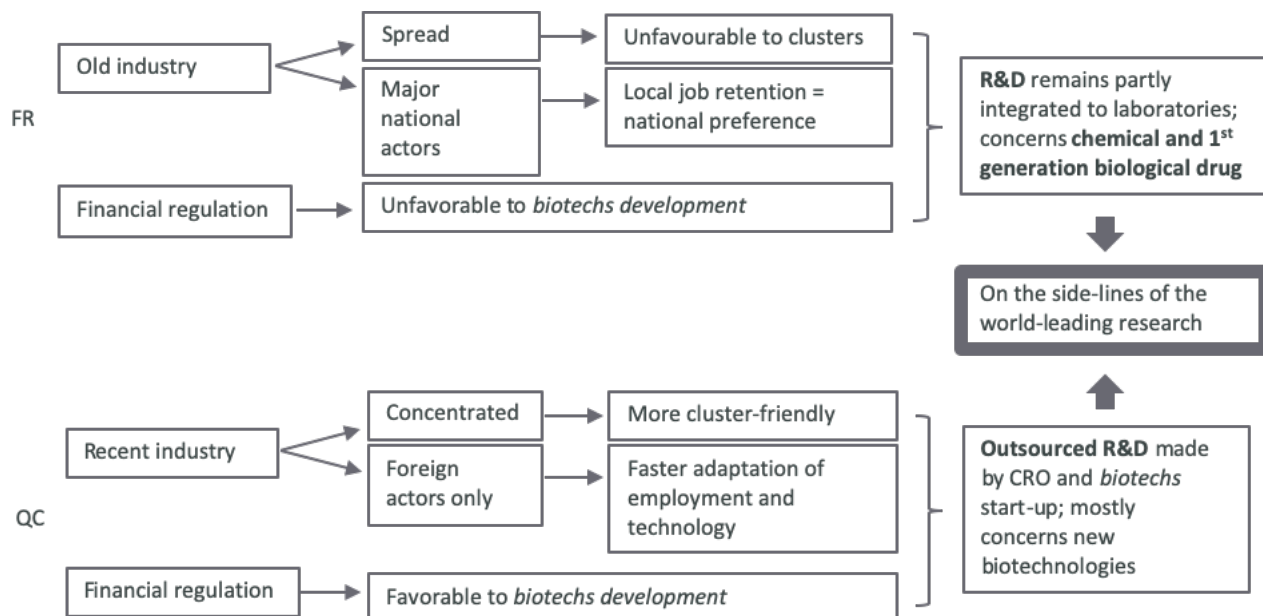 FR
Old industry
Spread
Unfavourable to clusters
Major
national
actors
Local job retention =
national preference
Financial regulation
Unfavorable to biotechs development
R&D remains partly
integrated to laboratories;
concerns chemical and 1st
generation biological drug
On the side-lines of the
world-leading research
QC
Recent industry
Concentrated
More cluster-friendly
Foreign
actors only
Faster adaptation of
employment and
technology
Financial regulation
Favorable to biotechs development
Outsourced R&D made
by CRO and biotechs
start-up; mostly
concerns new
biotechnologies